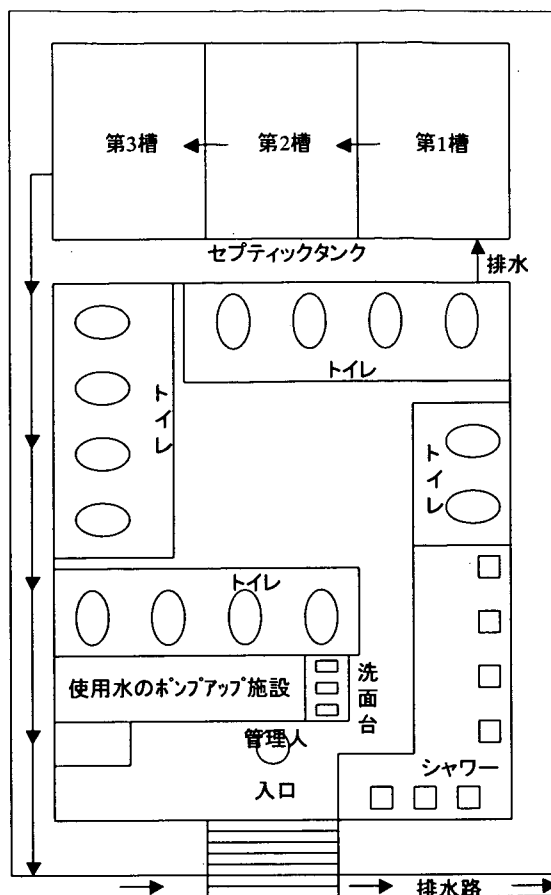 第3槽
第2槽
第1槽
セプティックタンク
排水
トイレ
トイレ
トイレ
トイレ
使用水のポンプアップ施設
洗面台
管理人
入口
シャワー
排水路